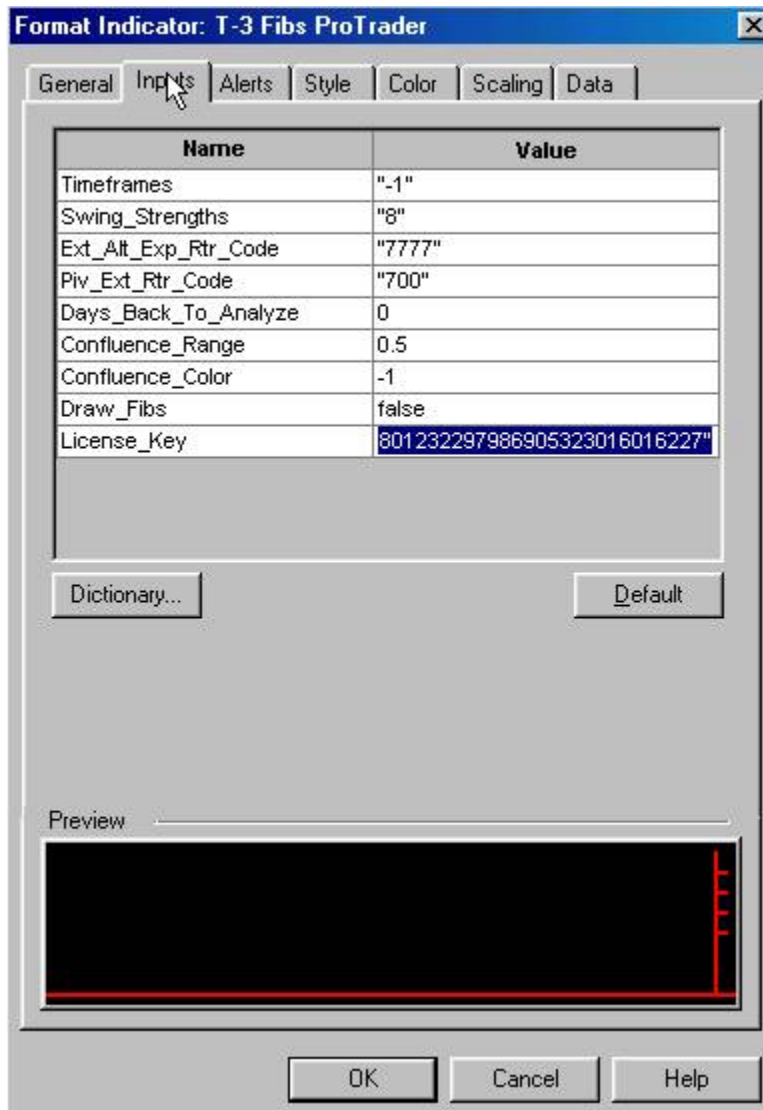 Format Indicator: T-3 Fibs ProTrader
General Inputs Alerts Style Color Scaling Data
Name Value
Timeframes "-1"
Swing_Strengths "8"
Ext_Alt_Exp_Rtr_Code "7777"
Piv_Ext_Rtr_Code "700"
Days_Back_To_Analyze 0
Confluence_Range 0.5
Confluence_Color -1
Draw_Fibs false
License_Key 8012322979869053230160162​27"
Dictionary... Default
Preview
OK Cancel Help